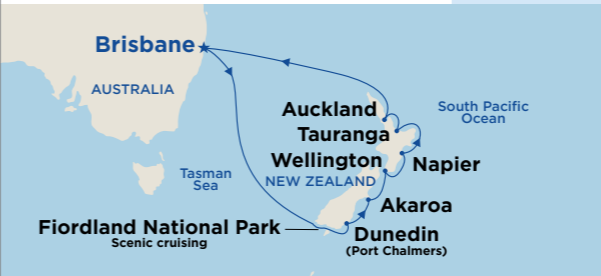 Brisbane
AUSTRALIA
Auckland
South Pacific
Ocean
Tauranga
Wellington
Napier
Tasman
Sea
NEW ZEALAND
Akaroa
Fiordland National Park
Scenic cruising
Dunedin
(Port Chalmers)